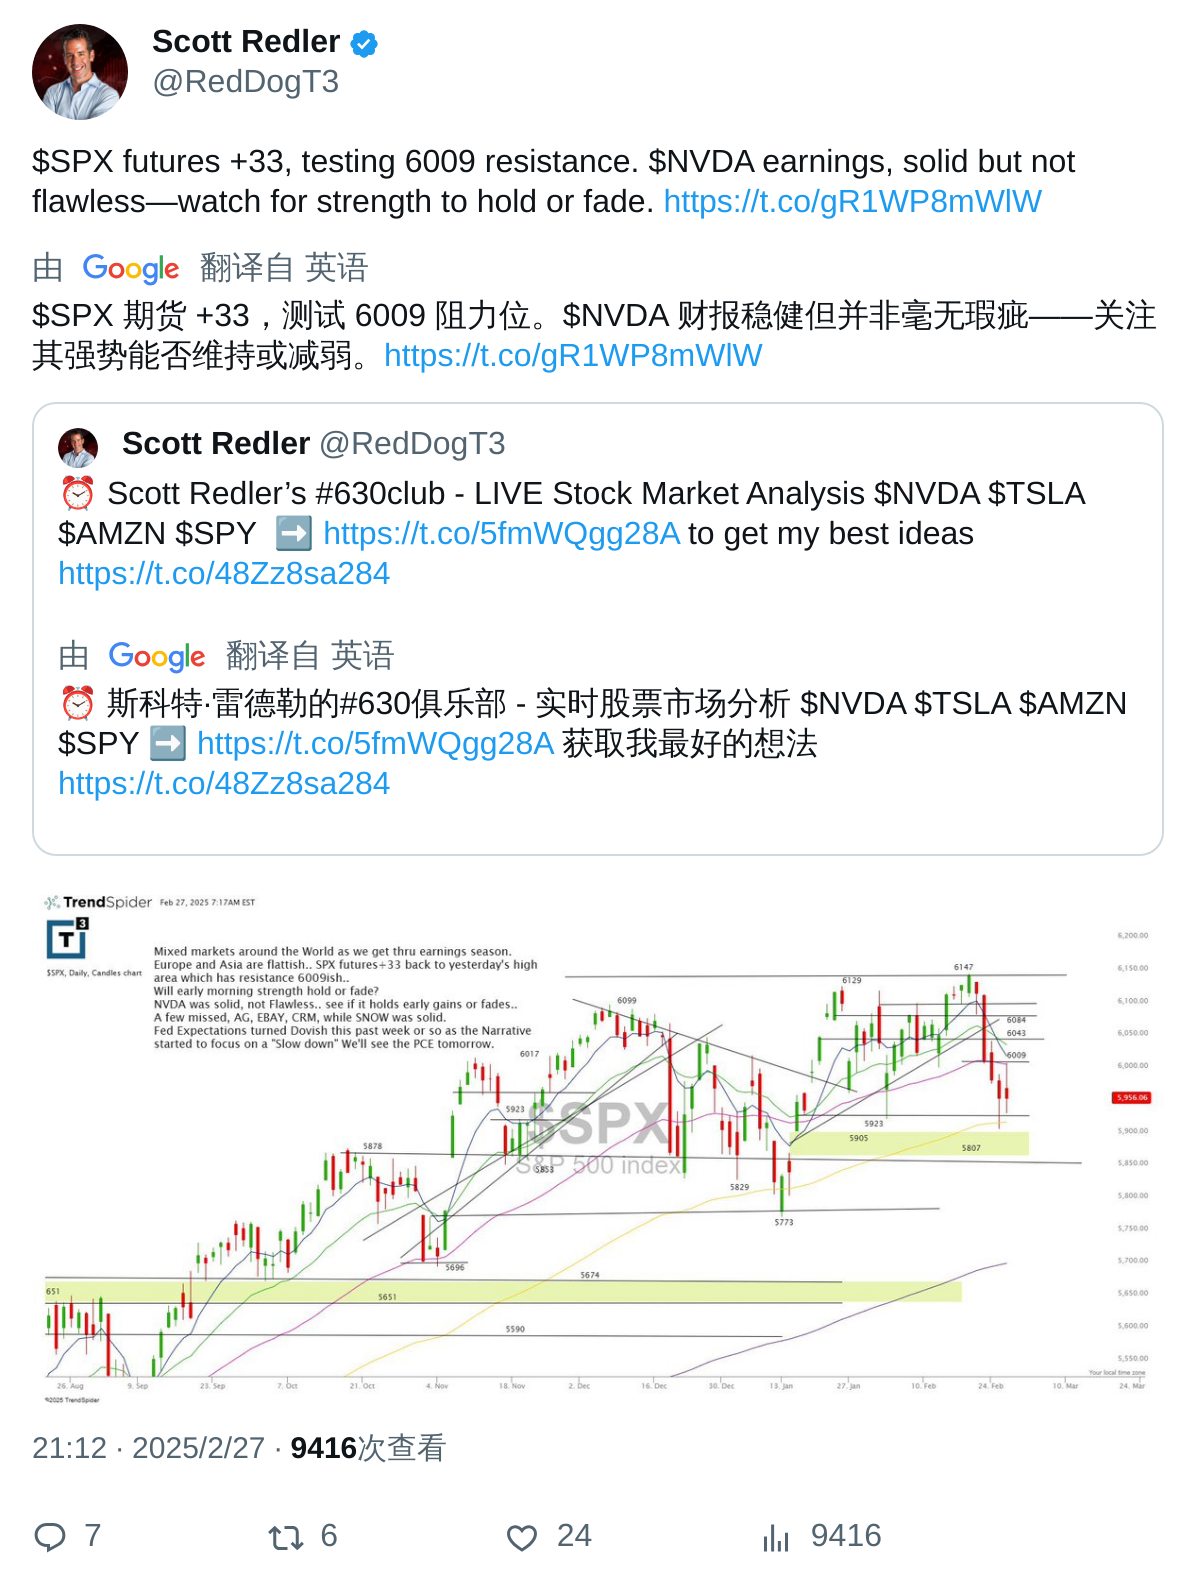 Scott Redler
@RedDogT3
$SPX futures +33, testing 6009 resistance. $NVDA earnings, solid but not
flawless—watch for strength to hold or fade. https://t.co/gR1WP8mWlW
由 Google 翻译自 英语
$SPX 期货 +33，测试 6009 阻力位。$NVDA 财报稳健但并非毫无瑕疵——关注
其强势能否维持或减弱。https://t.co/gR1WP8mWlW
Scott Redler @RedDogT3
⏰ Scott Redler’s #630club - LIVE Stock Market Analysis $NVDA $TSLA
$AMZN $SPY ➡️ https://t.co/5fmWQgg28A to get my best ideas
https://t.co/48Zz8sa284
由 Google 翻译自 英语
⏰ 斯科特·雷德勒的#630俱乐部 - 实时股票市场分析 $NVDA $TSLA $AMZN
$SPY ➡️ https://t.co/5fmWQgg28A 获取我最好的想法
https://t.co/48Zz8sa284
TrendSpider Feb 27, 2025 7:17AM EST
T3
$SPX, Daily, Candles chart
Mixed markets around the World as we get thru earnings season.
Europe and Asia are flattish.. SPX futures+33 back to yesterday's high
area which has resistance 6009ish..
Will early morning strength hold or fade?
NVDA was solid, not Flawless.. see if it holds early gains or fades..
A few missed, AG, EBAY, CRM, while SNOW was solid.
Fed Expectations turned Dovish this past week or so as the Narrative
started to focus on a "Slow down" We'll see the PCE tomorrow.
6,200.00
6,150.00
6,100.00
6,050.00
6,000.00
5,956.06
5,900.00
5,850.00
5,800.00
5,750.00
5,700.00
5,650.00
5,600.00
5,550.00
6147
6129
6099
6084
6043
6017
6009
5923
5923
5905
5878
5853
5807
5829
5773
5696
5674
651
5651
5590
$SPX
S&P 500 index
Your local time zone
26. Aug 9. Sep 23. Sep 7. Oct 21. Oct 4. Nov 18. Nov 2. Dec 16. Dec 30. Dec 13. Jan 27. Jan 10. Feb 24. Feb 10. Mar 24. Mar
©2025 TrendSpider
21:12 · 2025/2/27 · 9416次查看
7 6 24 9416